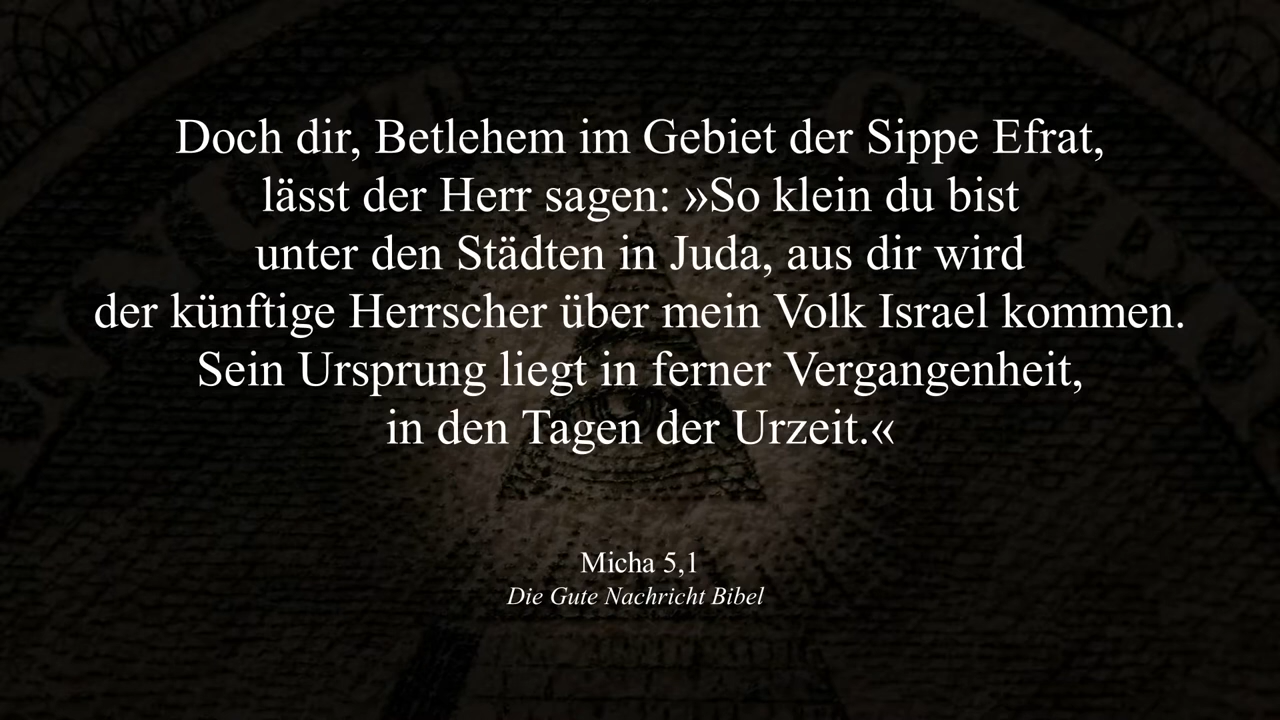 Doch dir, Betlehem im Gebiet der Sippe Efrat,
lässt der Herr sagen: »So klein du bist
unter den Städten in Juda, aus dir wird
der künftige Herrscher über mein Volk Israel kommen.
Sein Ursprung liegt in ferner Vergangenheit,
in den Tagen der Urzeit.«
Micha 5,1
Die Gute Nachricht Bibel